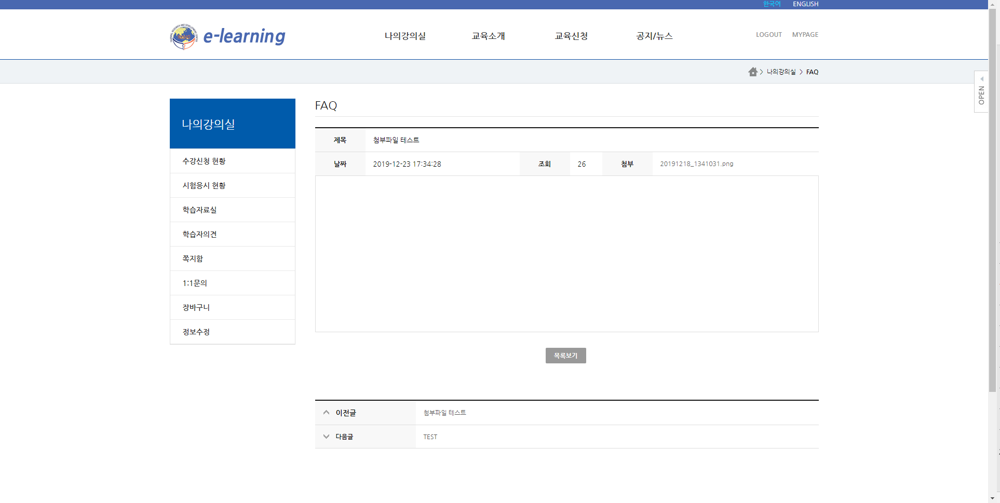 한국어 ENGLISH
e-learning
나의강의실 교육소개 교육신청 공지/뉴스 LOGOUT MYPAGE
> 나의강의실 > FAQ
OPEN
나의강의실
수강신청 현황
시험응시 현황
학습자료실
학습자의견
쪽지함
1:1문의
장바구니
정보수정
FAQ
제목 첨부파일 테스트
날짜 2019-12-23 17:34:28 조회 26 첨부 20191218_1341031.png
목록보기
이전글 첨부파일 테스트
다음글 TEST